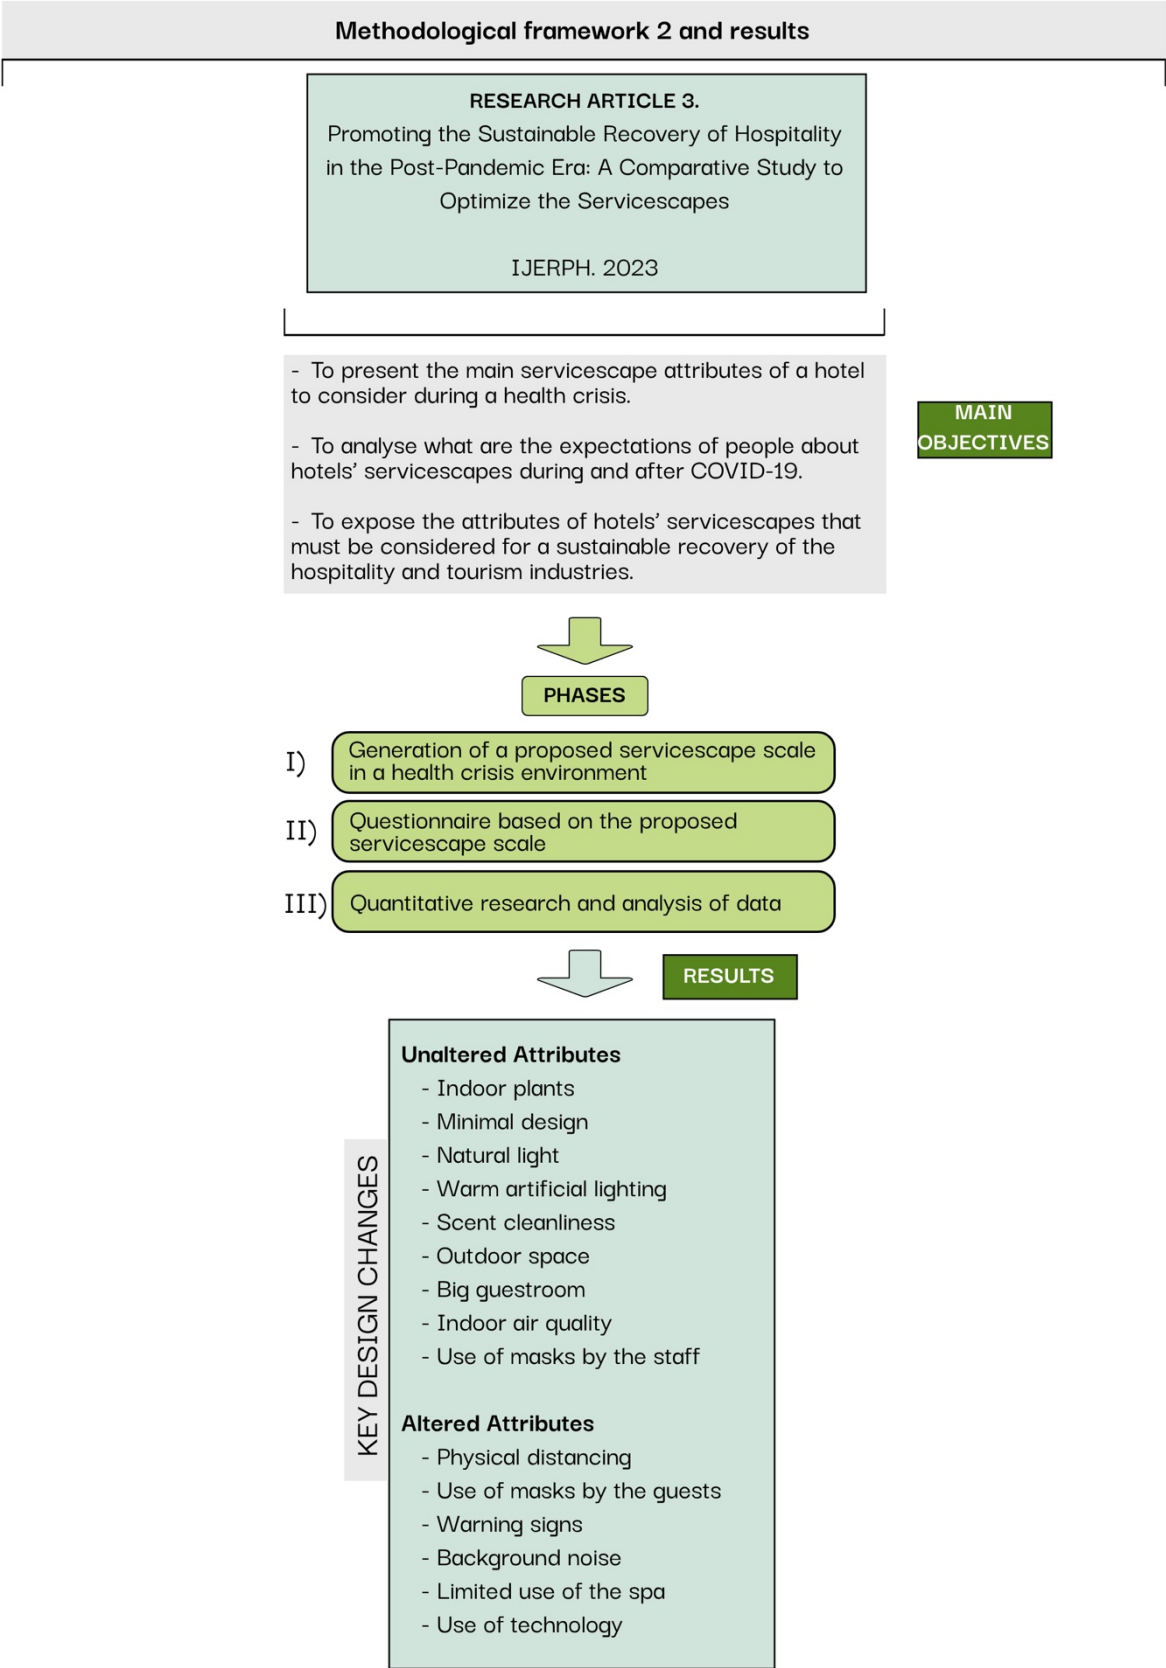 Methodological framework 2 and results
RESEARCH ARTICLE 3.
Promoting the Sustainable Recovery of Hospitality
in the Post-Pandemic Era: A Comparative Study to
Optimize the Servicescapes
IJERPH. 2023
- To present the main servicescape attributes of a hotel
to consider during a health crisis.
- To analyse what are the expectations of people about
hotels' servicescapes during and after COVID-19.
- To expose the attributes of hotels' servicescapes that
must be considered for a sustainable recovery of the
hospitality and tourism industries.
MAIN
OBJECTIVES
PHASES
I)
Generation of a proposed servicescape scale
in a health crisis environment
II)
Questionnaire based on the proposed
servicescape scale
III)
Quantitative research and analysis of data
RESULTS
KEY DESIGN CHANGES
Unaltered Attributes
- Indoor plants
- Minimal design
- Natural light
- Warm artificial lighting
- Scent cleanliness
- Outdoor space
- Big guestroom
- Indoor air quality
- Use of masks by the staff
Altered Attributes
- Physical distancing
- Use of masks by the guests
- Warning signs
- Background noise
- Limited use of the spa
- Use of technology